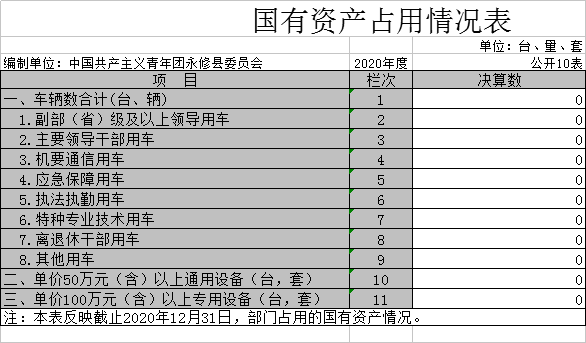 国有资产占用情况表
单位：台、量、套
编制单位：中国共产主义青年团永修县委员会 2020年度 公开10表
项 目 栏次 决算数
一、车辆数合计(台、辆) 1 0
1.副部（省）级及以上领导用车 2 0
2.主要领导干部用车 3 0
3.机要通信用车 4 0
4.应急保障用车 5 0
5.执法执勤用车 6 0
6.特种专业技术用车 7 0
7.离退休干部用车 8 0
8.其他用车 9 0
二、单价50万元（含）以上通用设备（台，套） 10 0
三、单价100万元（含）以上专用设备（台，套） 11 0
注：本表反映截止2020年12月31日，部门占用的国有资产情况。